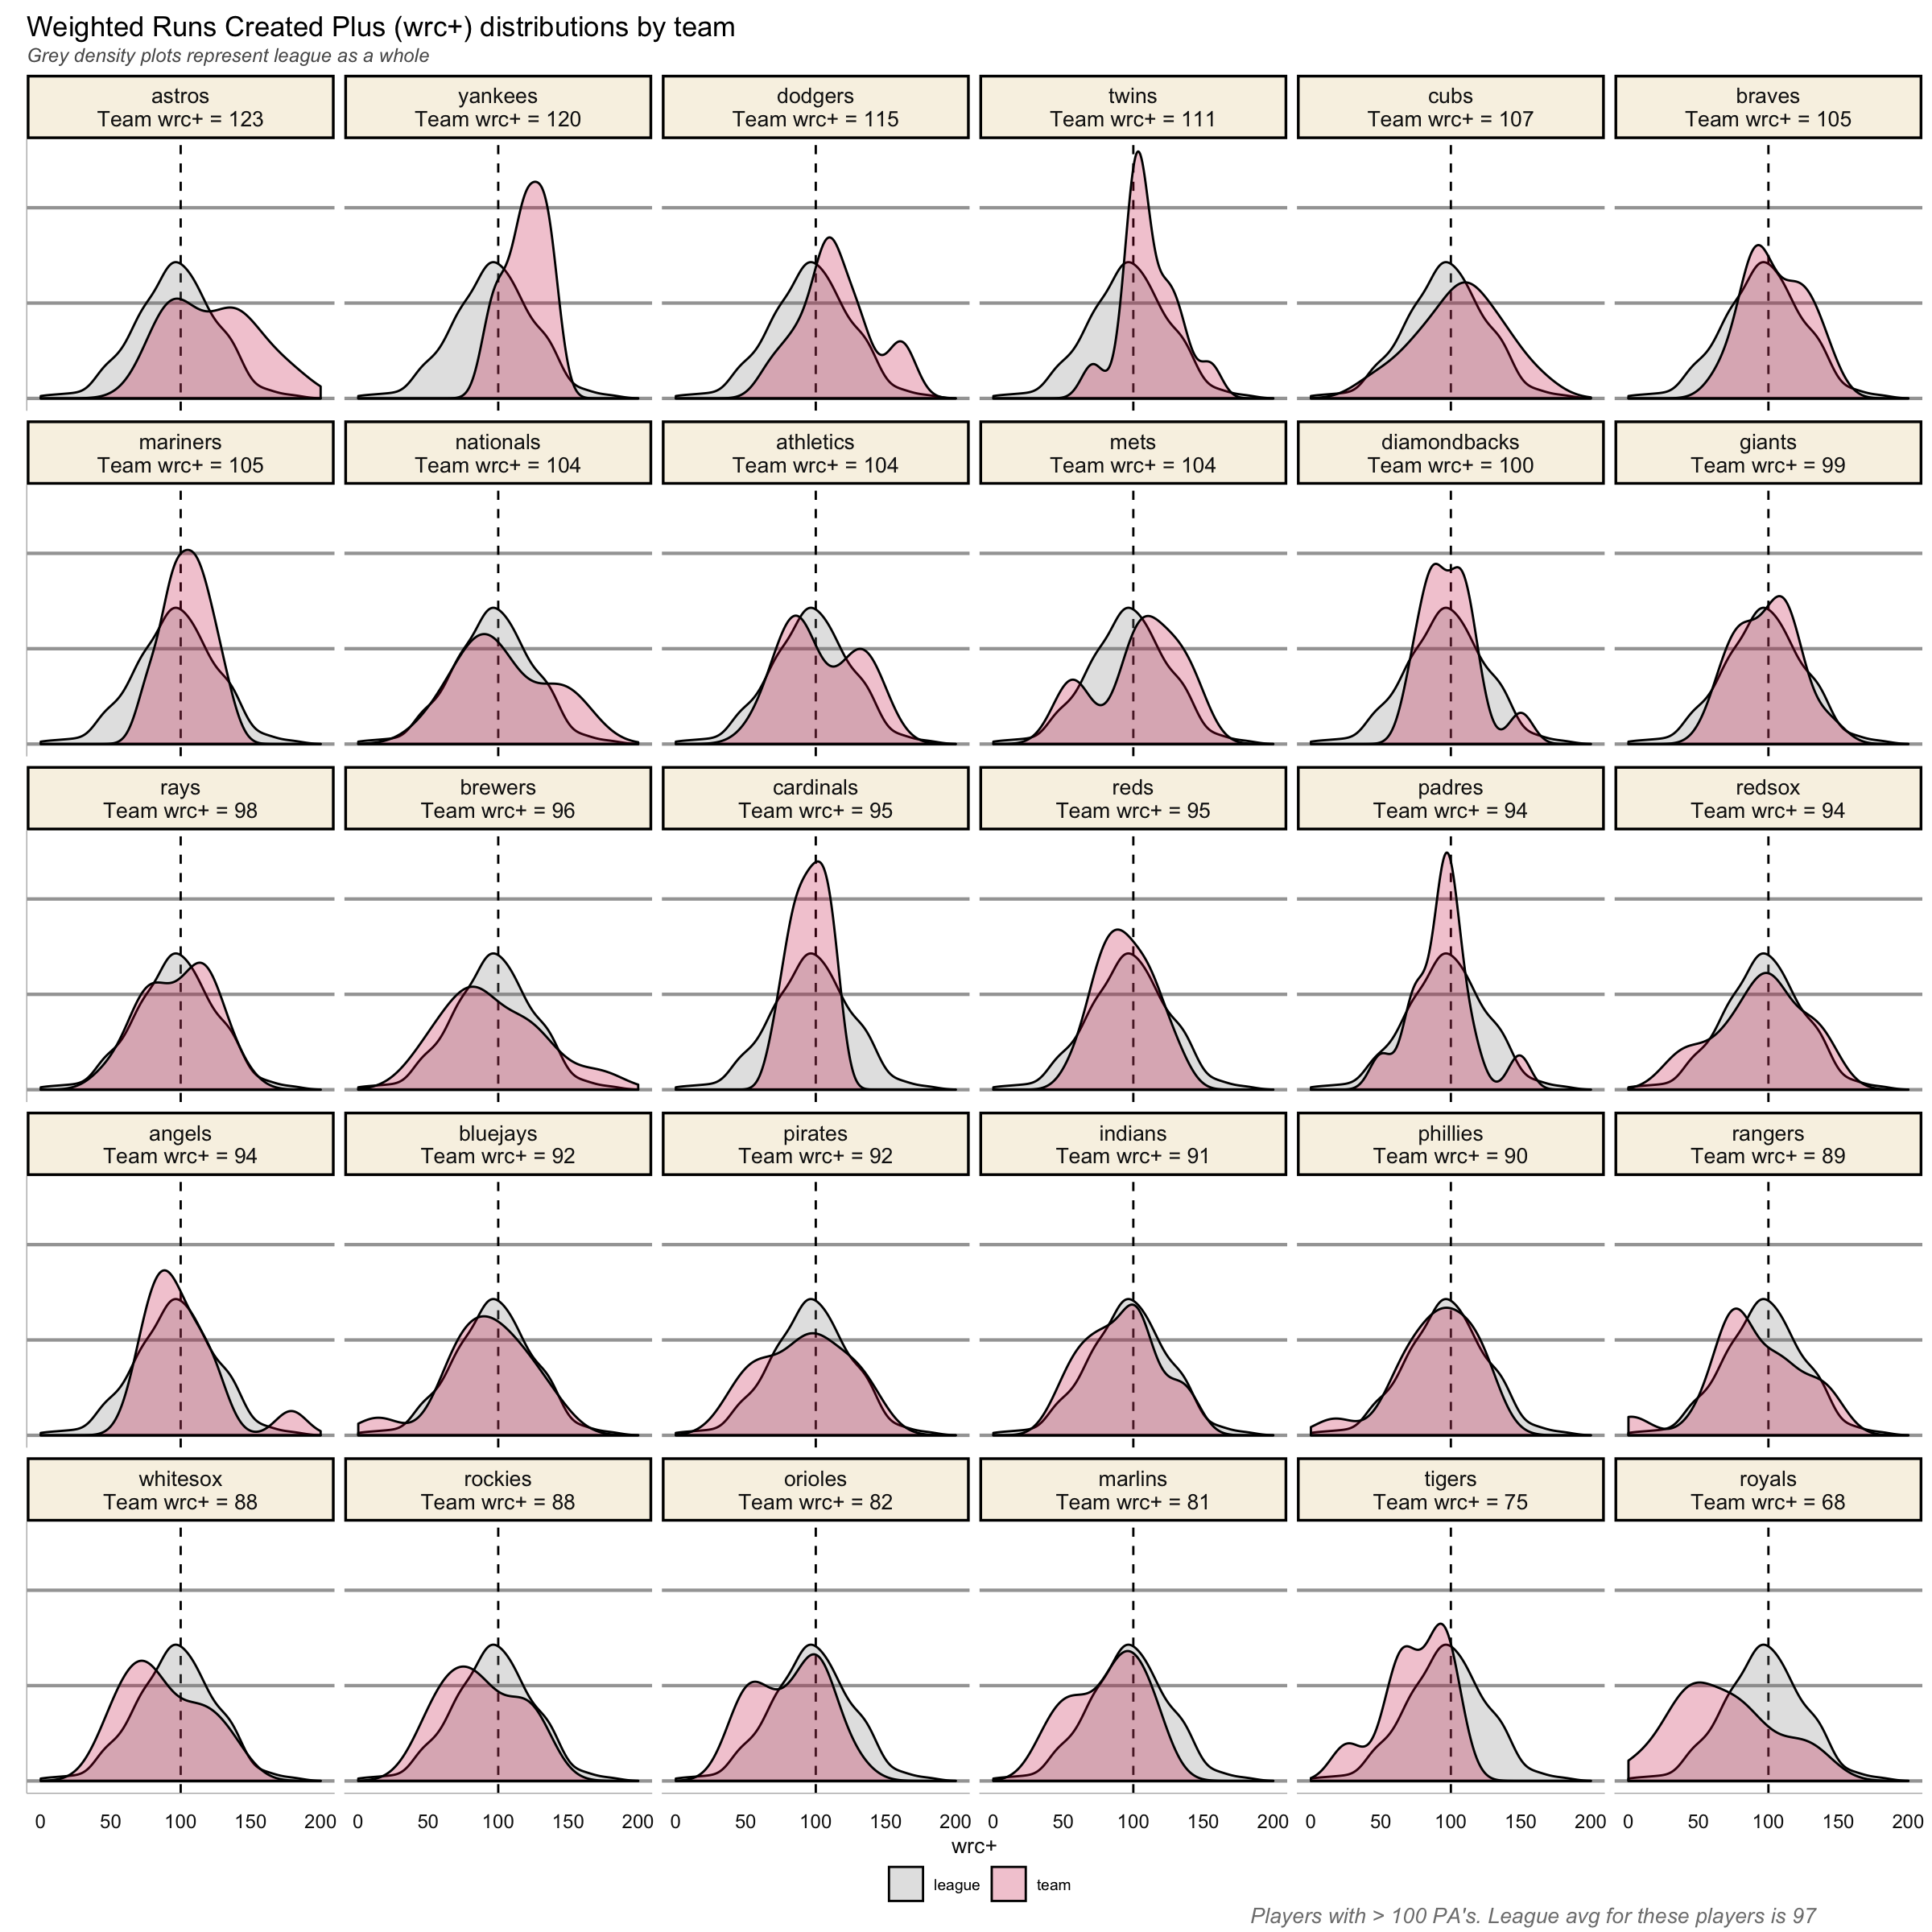 Weighted Runs Created Plus (wrc+) distributions by team
Grey density plots represent league as a whole
astros
Team wrc+ = 123
yankees
Team wrc+ = 120
dodgers
Team wrc+ = 115
twins
Team wrc+ = 111
cubs
Team wrc+ = 107
braves
Team wrc+ = 105
mariners
Team wrc+ = 105
nationals
Team wrc+ = 104
athletics
Team wrc+ = 104
mets
Team wrc+ = 104
diamondbacks
Team wrc+ = 100
giants
Team wrc+ = 99
rays
Team wrc+ = 98
brewers
Team wrc+ = 96
cardinals
Team wrc+ = 95
reds
Team wrc+ = 95
padres
Team wrc+ = 94
redsox
Team wrc+ = 94
angels
Team wrc+ = 94
bluejays
Team wrc+ = 92
pirates
Team wrc+ = 92
indians
Team wrc+ = 91
phillies
Team wrc+ = 90
rangers
Team wrc+ = 89
whitesox
Team wrc+ = 88
rockies
Team wrc+ = 88
orioles
Team wrc+ = 82
marlins
Team wrc+ = 81
tigers
Team wrc+ = 75
royals
Team wrc+ = 68
0 50 100 150 200 0 50 100 150 200 0 50 100 150 200 0 50 100 150 200 0 50 100 150 200 0 50 100 150 200
wrc+
league team
Players with > 100 PA's. League avg for these players is 97